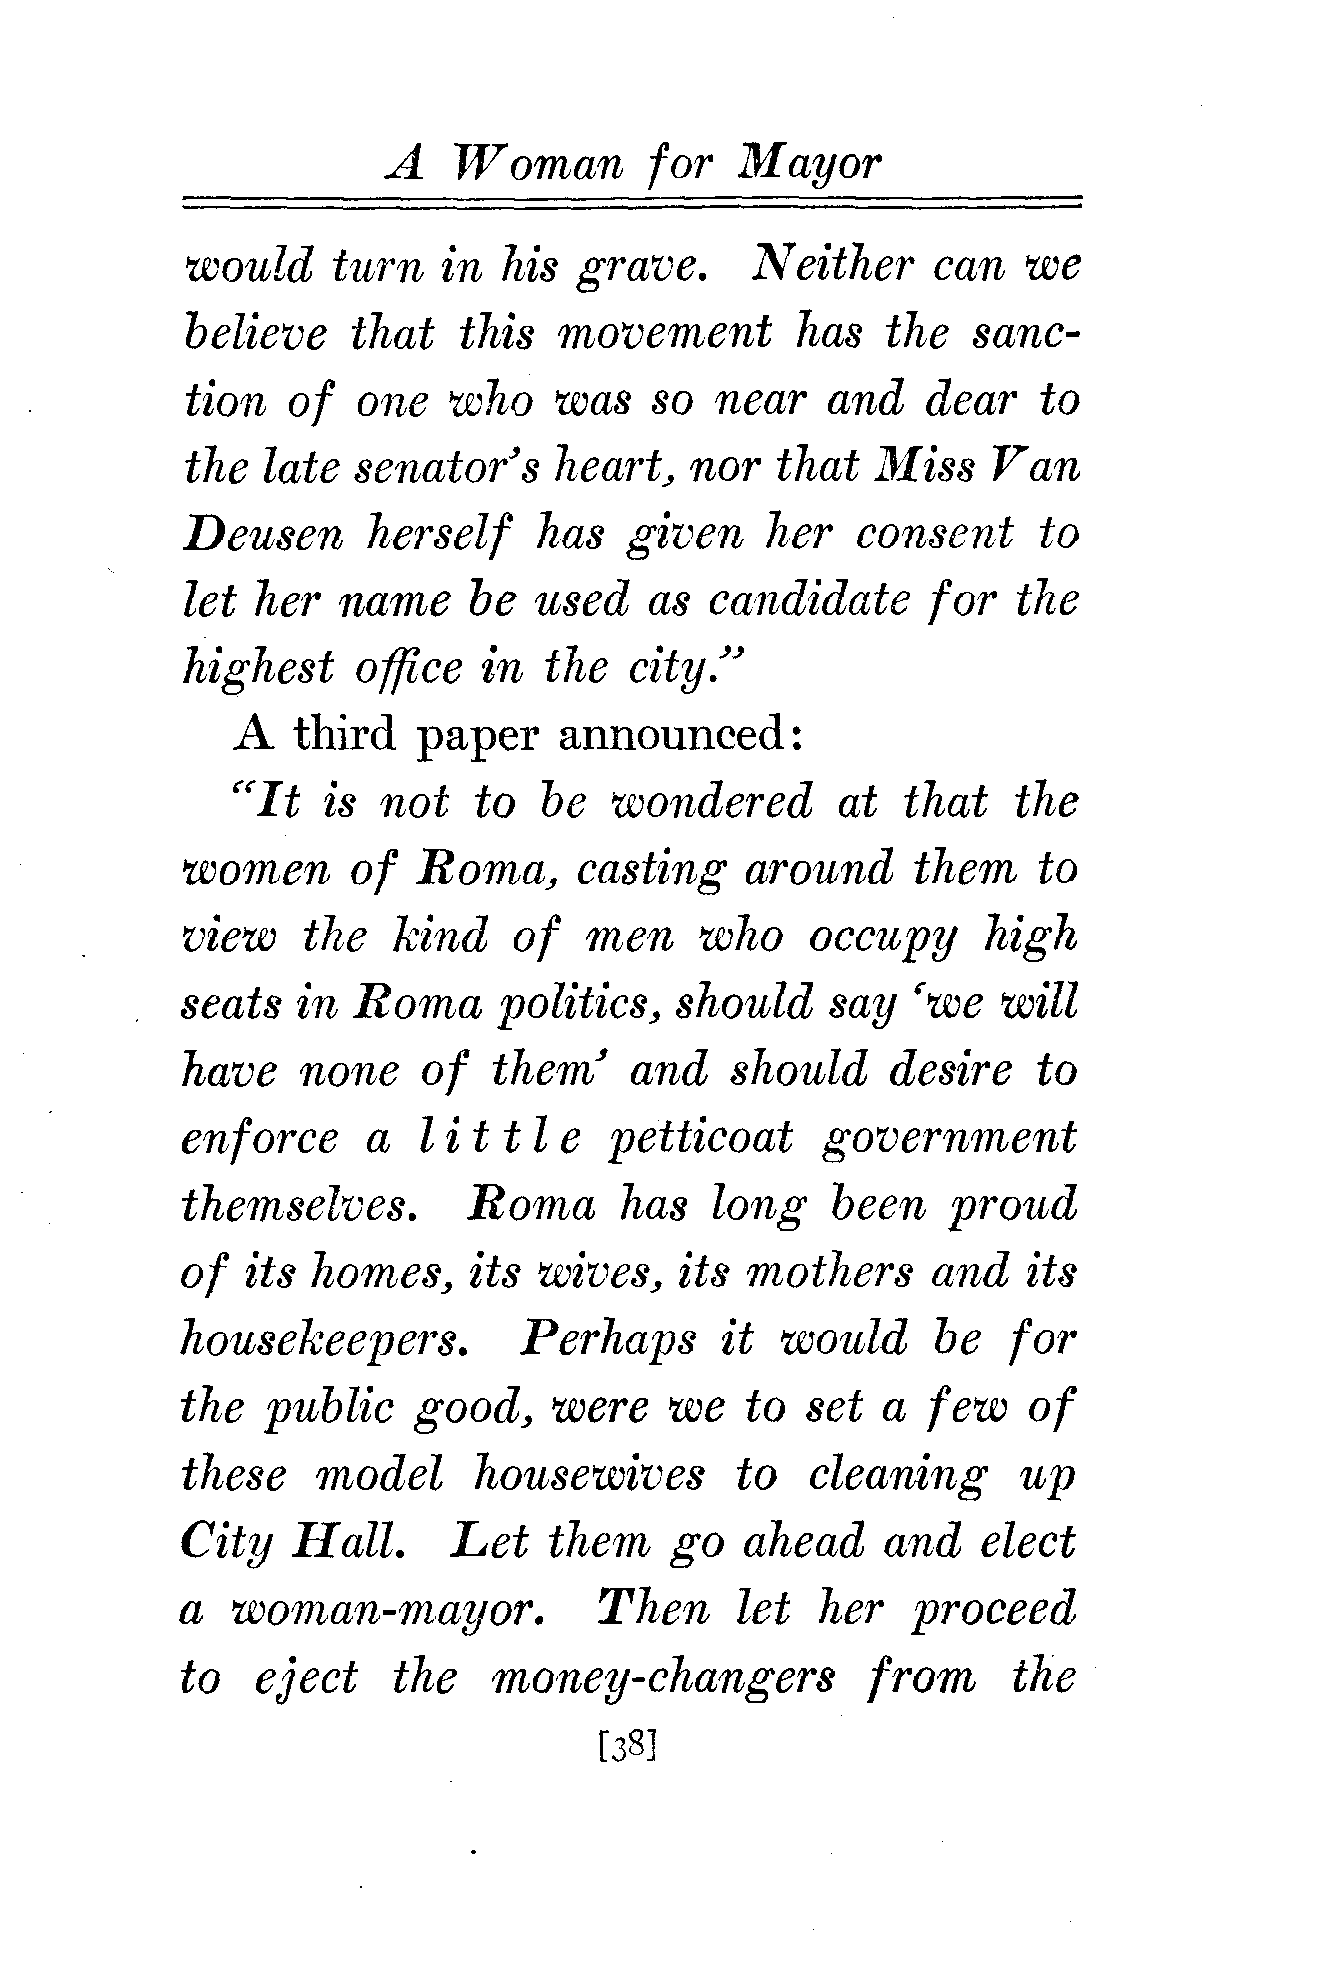 A Woman for Mayor
would turn in his grave. Neither can we
believe that this movement has the sanc-
tion of one who was so near and dear to
the late senator's heart, nor that Miss Van
Deusen herself has given her consent to
let her name be used as candidate for the
highest office in the city."
A third paper announced:
"It is not to be wondered at that the
women of Roma, casting around them to
view the kind of men who occupy high
seats in Roma politics, should say 'we will
have none of them' and should desire to
enforce a little petticoat government
themselves. Roma has long been proud
of its homes, its wives, its mothers and its
housekeepers. Perhaps it would be for
the public good, were we to set a few of
these model housewives to cleaning up
City Hall. Let them go ahead and elect
a woman-mayor. Then let her proceed
to eject the money-changers from the
[38]